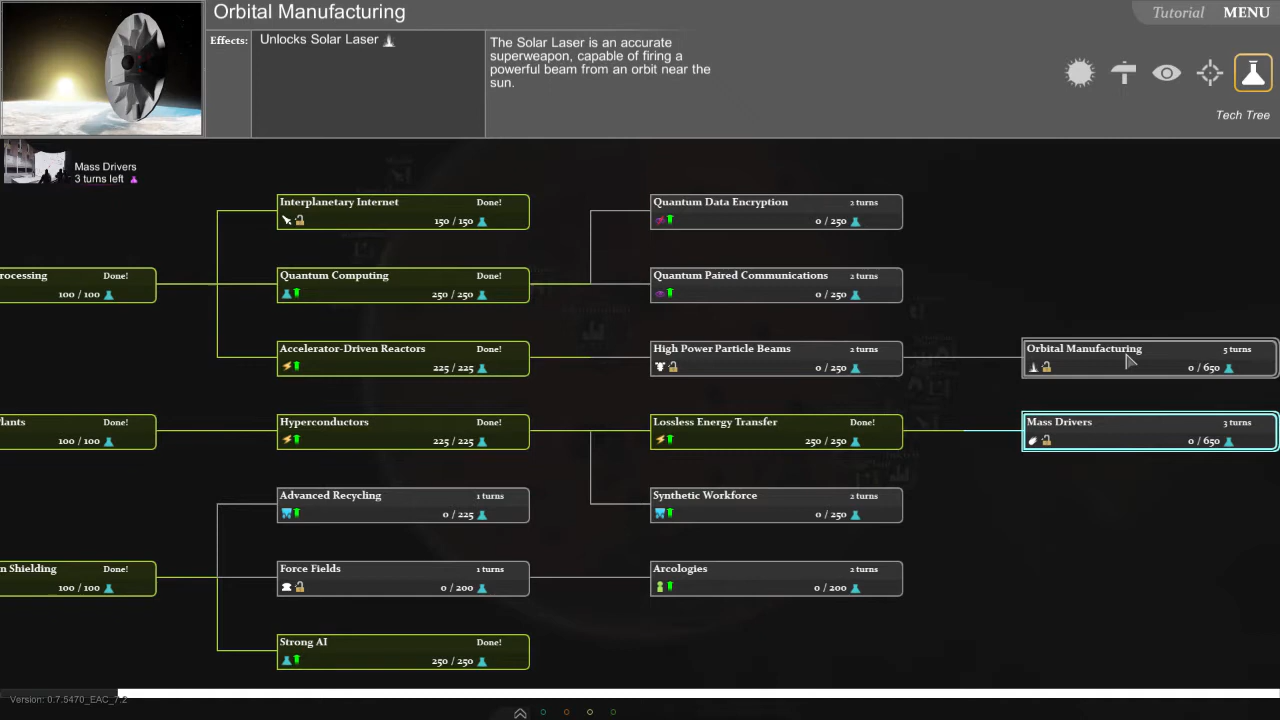 Orbital Manufacturing
Tutorial MENU
Effects: Unlocks Solar Laser
The Solar Laser is an accurate
superweapon, capable of firing a
powerful beam from an orbit near the
sun.
Tech Tree
Mass Drivers
3 turns left
Interplanetary Internet Done!
150 / 150
Quantum Data Encryption 2 turns
0 / 250
rocessing Done!
100 / 100
Quantum Computing Done!
250 / 250
Quantum Paired Communications 2 turns
0 / 250
Accelerator-Driven Reactors Done!
225 / 225
High Power Particle Beams 2 turns
0 / 250
Orbital Manufacturing 5 turns
0 / 650
lants Done!
100 / 100
Hyperconductors Done!
225 / 225
Lossless Energy Transfer Done!
250 / 250
Mass Drivers 3 turns
0 / 650
Advanced Recycling 1 turns
0 / 225
Synthetic Workforce 2 turns
0 / 250
n Shielding Done!
100 / 100
Force Fields 1 turns
0 / 200
Arcologies 2 turns
0 / 200
Strong AI Done!
250 / 250
Version: 0.7.5470_EAC_7.2